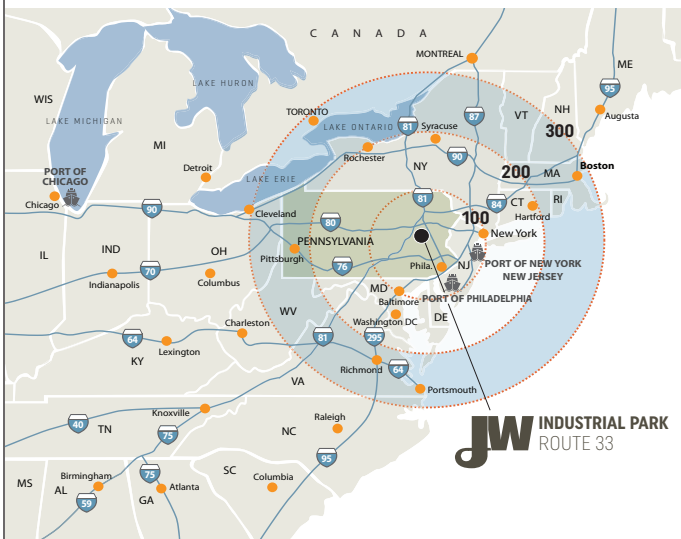 CANADA
MONTREAL
ME
95
LAKE HURON
WIS
LAKE MICHIGAN
TORONTO
87
VT
NH
300
Augusta
LAKE ONTARIO
81
Syracuse
MI
Rochester
NY
90
200
MA
Boston
Detroit
PORT OF
CHICAGO
LAKE ERIE
Chicago
90
Cleveland
81
84
CT
RI
Hartford
80
100
New York
IL
IND
OH
PENNSYLVANIA
Pittsburgh
76
Phila.
NJ
PORT OF NEW YORK
NEW JERSEY
70
Indianapolis
Columbus
MD
Baltimore
PORT OF PHILADELPHIA
WV
Washington DC
DE
Charleston
64
Lexington
81
295
KY
Richmond
64
VA
Portsmouth
Knoxville
Raleigh
JW
INDUSTRIAL PARK
ROUTE 33
40
TN
75
NC
95
MS
AL
Birmingham
75
SC
Columbia
59
GA
Atlanta